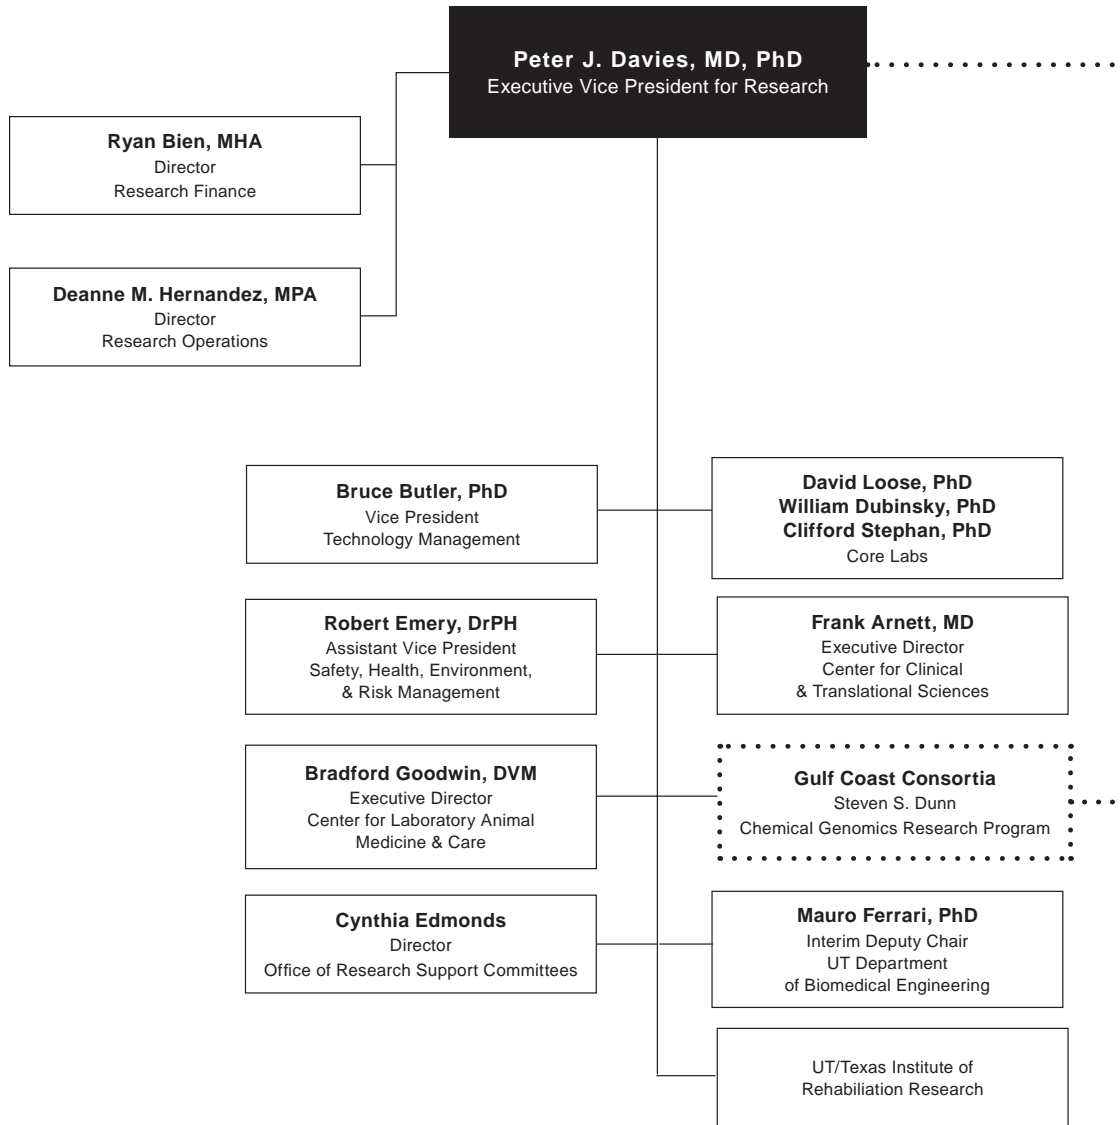 Peter J. Davies, MD, PhD
Executive Vice President for Research
Ryan Bien, MHA
Director
Research Finance
Deanne M. Hernandez, MPA
Director
Research Operations
Bruce Butler, PhD
Vice President
Technology Management
David Loose, PhD
William Dubinsky, PhD
Clifford Stephan, PhD
Core Labs
Robert Emery, DrPH
Assistant Vice President
Safety, Health, Environment,
& Risk Management
Frank Arnett, MD
Executive Director
Center for Clinical
& Translational Sciences
Bradford Goodwin, DVM
Executive Director
Center for Laboratory Animal
Medicine & Care
Gulf Coast Consortia
Steven S. Dunn
Chemical Genomics Research Program
Cynthia Edmonds
Director
Office of Research Support Committees
Mauro Ferrari, PhD
Interim Deputy Chair
UT Department
of Biomedical Engineering
UT/Texas Institute of
Rehabiliation Research